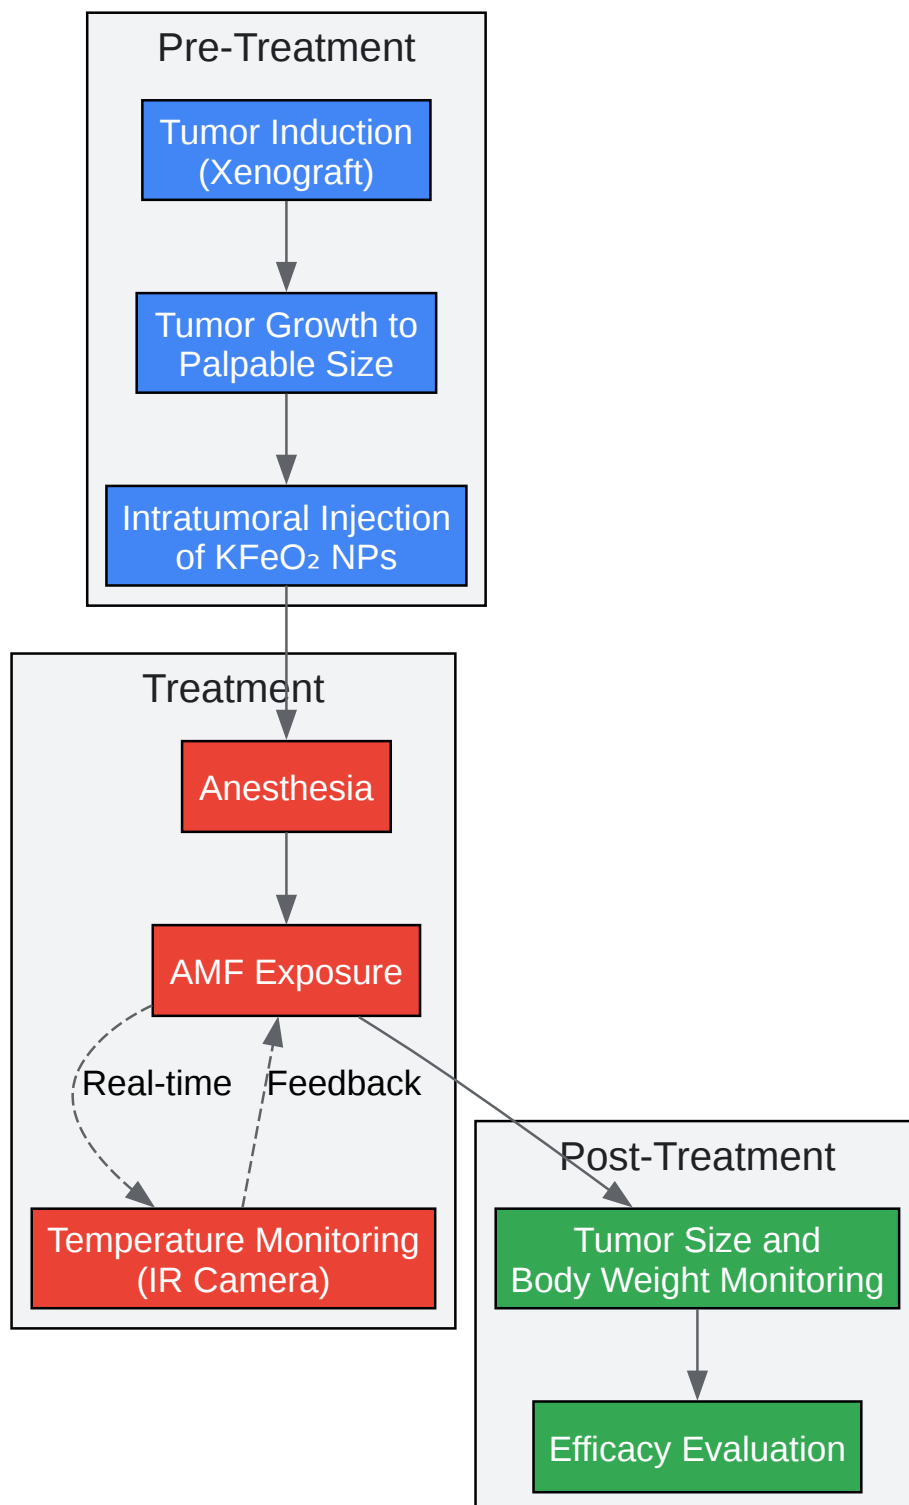 Pre-Treatment
Tumor Induction
(Xenograft)
Tumor Growth to
Palpable Size
Intratumoral Injection
of KFeO₂ NPs
Treatment
Anesthesia
AMF Exposure
Real-time
Feedback
Temperature Monitoring
(IR Camera)
Post-Treatment
Tumor Size and
Body Weight Monitoring
Efficacy Evaluation